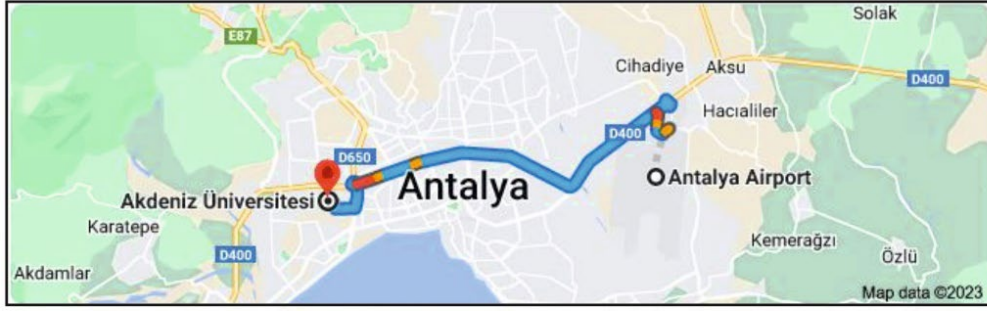 Solak
E87
Cihadiye
Aksu
D400
Hacıaliler
D400
D650
Antalya
Antalya Airport
Akdeniz Üniversitesi
Karatepe
Kemerağzı
D400
Özlü
Akdamlar
Map data ©2023